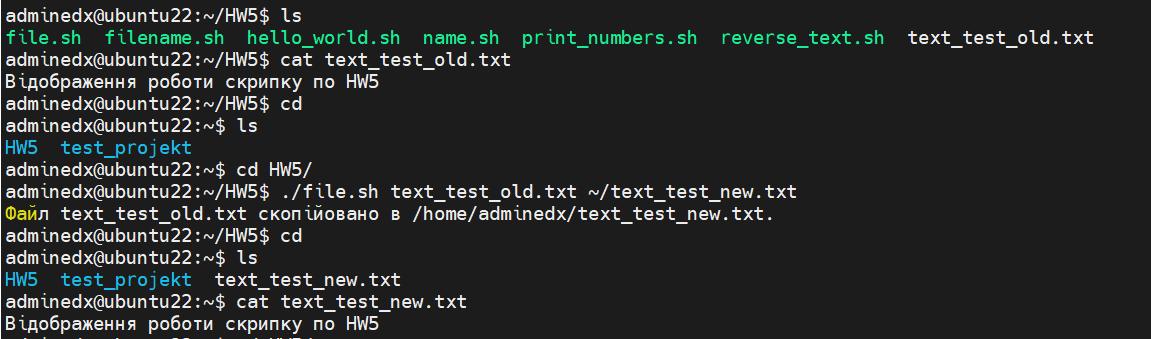 adminedx@ubuntu22:~/HW5$ ls
file.sh  filename.sh  hello_world.sh  name.sh  print_numbers.sh  reverse_text.sh  text_test_old.txt
adminedx@ubuntu22:~/HW5$ cat text_test_old.txt
Відображення роботи скрипку по HW5
adminedx@ubuntu22:~/HW5$ cd
adminedx@ubuntu22:~$ ls
HW5  test_projekt
adminedx@ubuntu22:~$ cd HW5/
adminedx@ubuntu22:~/HW5$ ./file.sh text_test_old.txt ~/text_test_new.txt
Файл text_test_old.txt скопійовано в /home/adminedx/text_test_new.txt.
adminedx@ubuntu22:~/HW5$ cd
adminedx@ubuntu22:~$ ls
HW5  test_projekt  text_test_new.txt
adminedx@ubuntu22:~$ cat text_test_new.txt
Відображення роботи скрипку по HW5